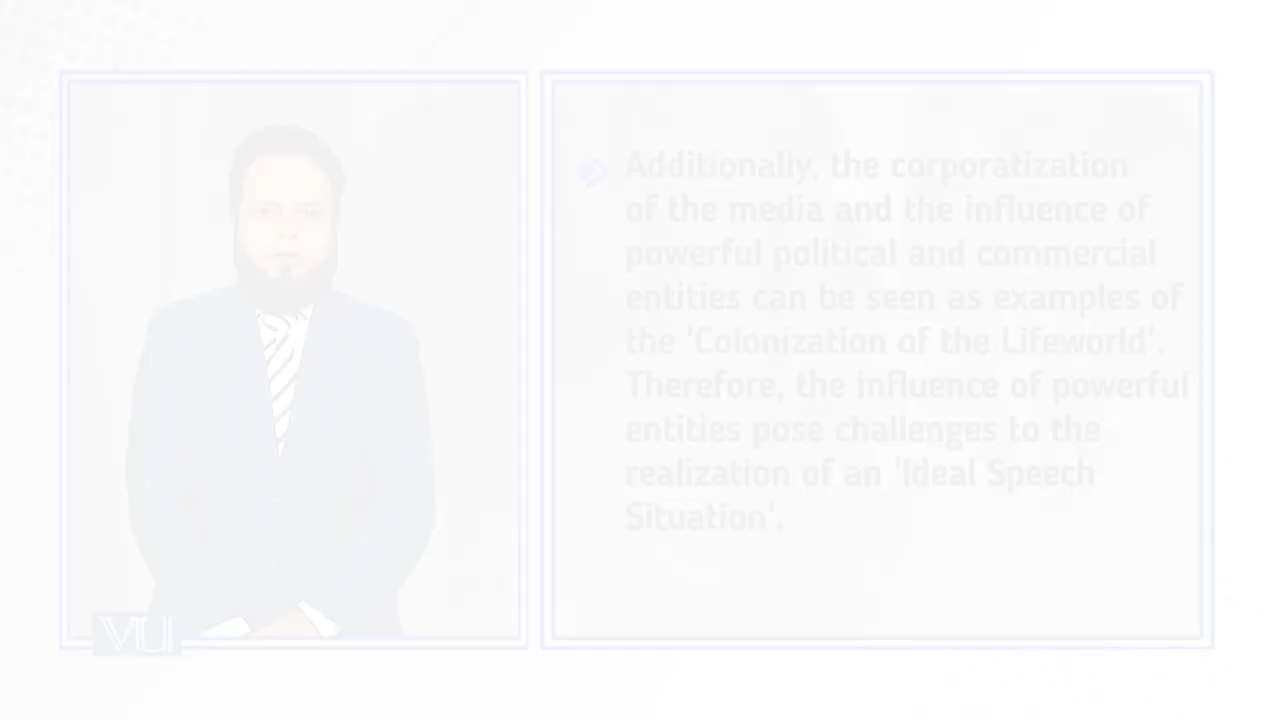 Additionally, the corporatization
of the media and the influence of
powerful political and commercial
entities can be seen as examples of
the 'Colonization of the Lifeworld'.
Therefore, the influence of powerful
entities pose challenges to the
realization of an 'Ideal Speech
Situation'.
VU